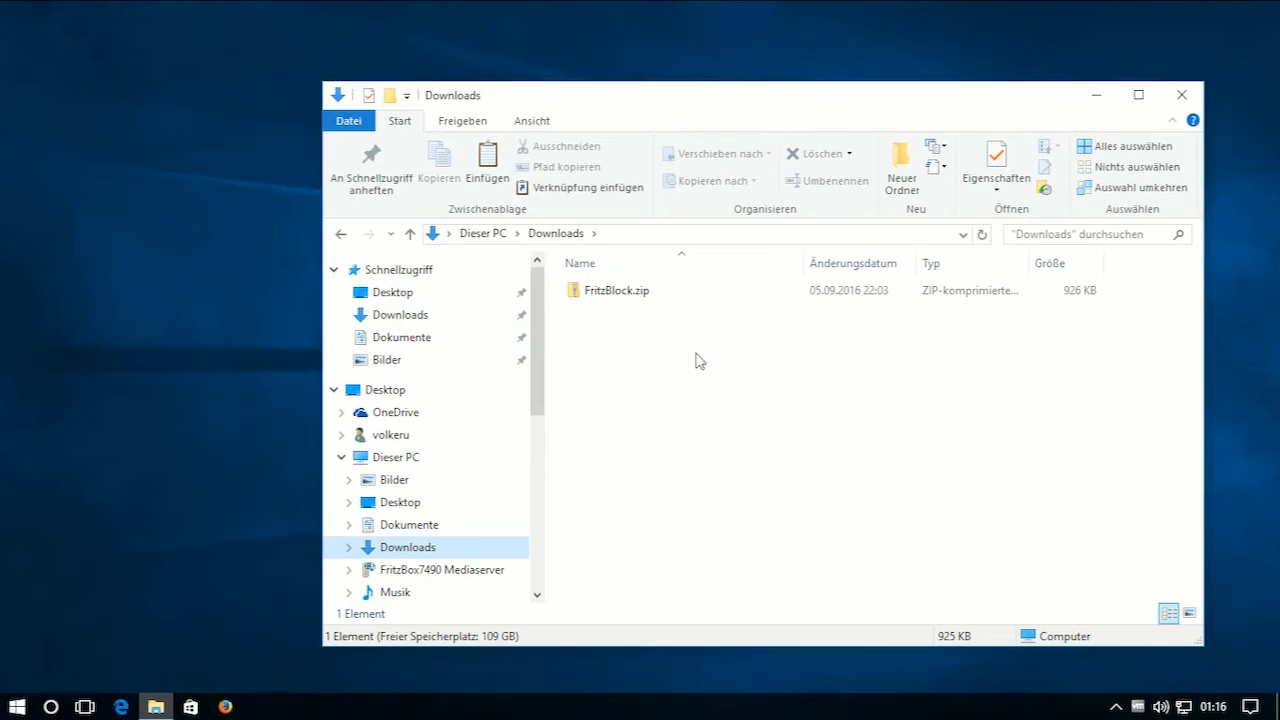 Downloads
Datei Start Freigeben Ansicht
An Schnellzugriff anheften
Kopieren
Einfügen
Ausschneiden
Pfad kopieren
Verknüpfung einfügen
Zwischenablage
Verschieben nach
Kopieren nach
Löschen
Umbenennen
Organisieren
Neuer Ordner
Neu
Eigenschaften
Öffnen
Alles auswählen
Nichts auswählen
Auswahl umkehren
Auswählen
Dieser PC Downloads
"Downloads" durchsuchen
Schnellzugriff
Desktop
Downloads
Dokumente
Bilder
Desktop
OneDrive
volkeru
Dieser PC
Bilder
Desktop
Dokumente
Downloads
FritzBox7490 Mediaserver
Musik
Name Änderungsdatum Typ Größe
FritzBlock.zip 05.09.2016 22:03 ZIP-komprimierte... 926 KB
1 Element
1 Element (Freier Speicherplatz: 109 GB) 925 KB Computer
01:16